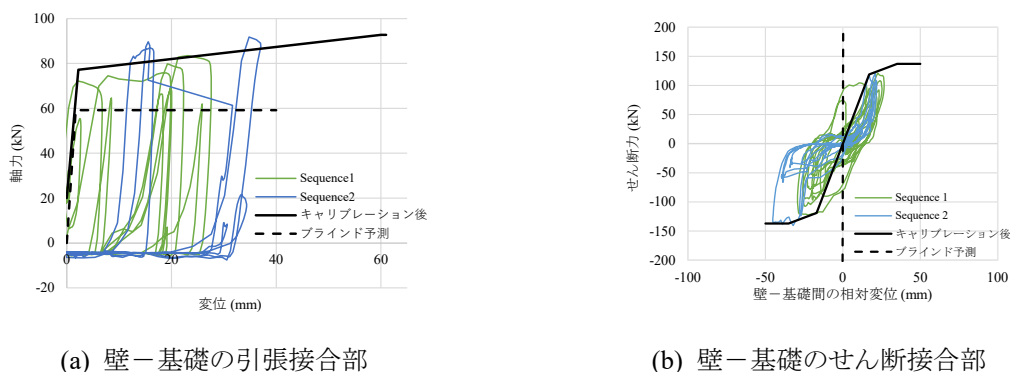 100
80
60
40
20
0
-20
0
20
40
60
軸力 (kN)
変位 (mm)
Sequence1
Sequence2
キャリブレーション後
ブラインド予測
(a) 壁－基礎の引張接合部
200
150
100
50
0
-50
-100
-150
-200
-100
-50
0
50
100
せん断力 (kN)
壁－基礎間の相対変位 (mm)
Sequence 1
Sequence 2
キャリブレーション後
ブラインド予測
(b) 壁－基礎のせん断接合部